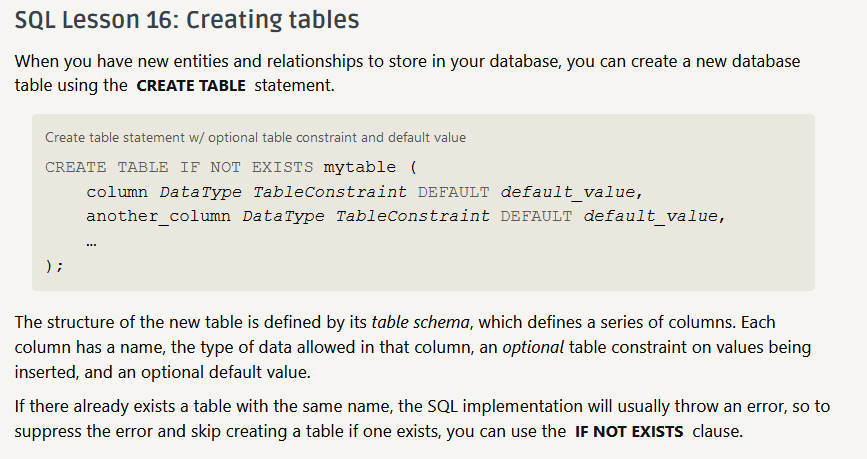 SQL Lesson 16: Creating tables
When you have new entities and relationships to store in your database, you can create a new database
table using the CREATE TABLE statement.
Create table statement w/ optional table constraint and default value
CREATE TABLE IF NOT EXISTS mytable (
column DataType TableConstraint DEFAULT default_value,
another_column DataType TableConstraint DEFAULT default_value,
…
);
The structure of the new table is defined by its table schema, which defines a series of columns. Each
column has a name, the type of data allowed in that column, an optional table constraint on values being
inserted, and an optional default value.
If there already exists a table with the same name, the SQL implementation will usually throw an error, so to
suppress the error and skip creating a table if one exists, you can use the IF NOT EXISTS clause.